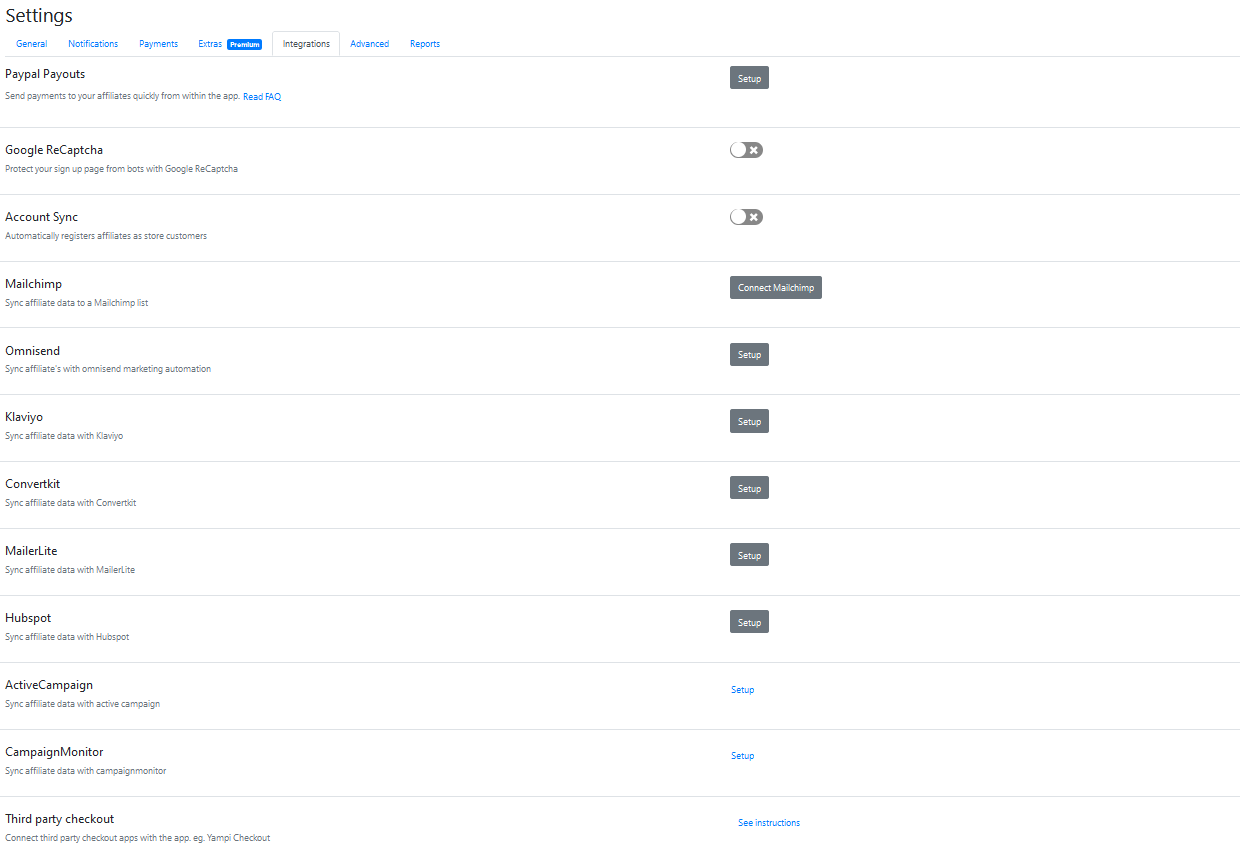 Settings
General Notifications Payments Extras Premium Integrations Advanced Reports
Paypal Payouts
Setup
Send payments to your affiliates quickly from within the app. Read FAQ
Google ReCaptcha
Protect your sign up page from bots with Google ReCaptcha
Account Sync
Automatically registers affiliates as store customers
Mailchimp
Connect Mailchimp
Sync affiliate data to a Mailchimp list
Omnisend
Setup
Sync affiliate's with omnisend marketing automation
Klaviyo
Setup
Sync affiliate data with Klaviyo
Convertkit
Setup
Sync affiliate data with Convertkit
MailerLite
Setup
Sync affiliate data with MailerLite
Hubspot
Setup
Sync affiliate data with Hubspot
ActiveCampaign
Setup
Sync affiliate data with active campaign
CampaignMonitor
Setup
Sync affiliate data with campaignmonitor
Third party checkout
See instructions
Connect third party checkout apps with the app. eg. Yampi Checkout